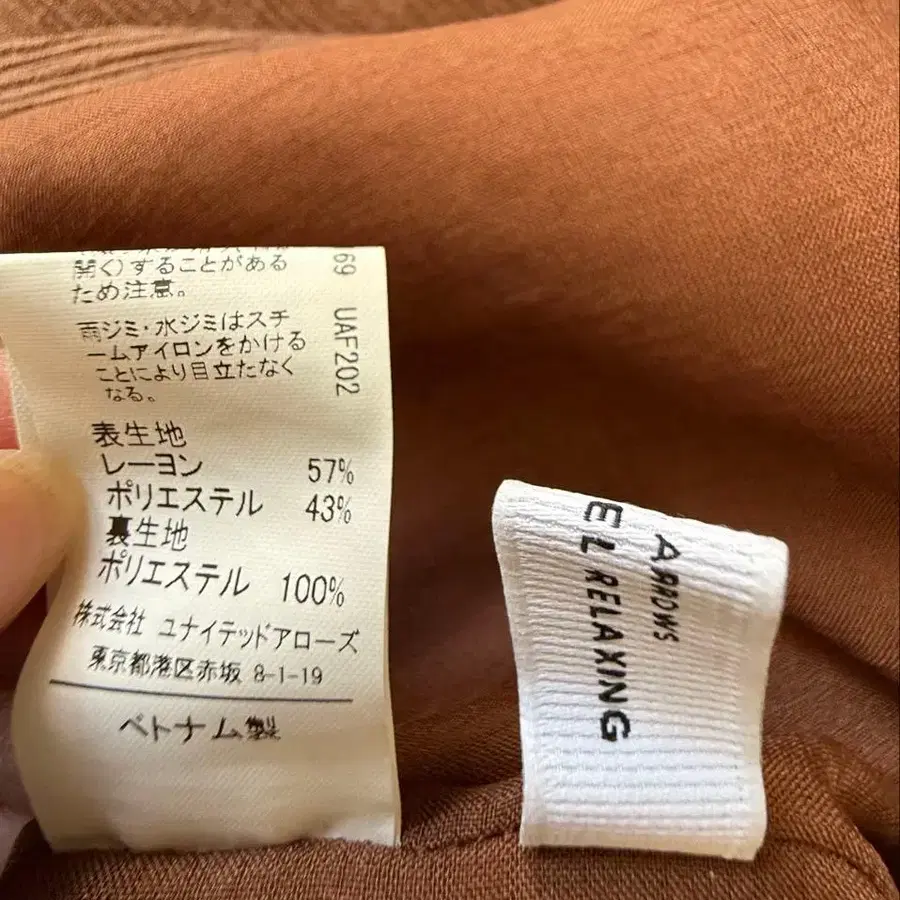 開く)することがある
ため注意。
雨ジミ・水ジミはスチ
ームアイロンをかける
ことにより目立たなく
なる。
表生地
レーヨン 57%
ポリエステル 43%
裏生地
ポリエステル 100%
株式会社 ユナイテッドアローズ
東京都港区赤坂 8-1-19
ベトナム製
69 UAF202
ARROWS
EL RELAXING